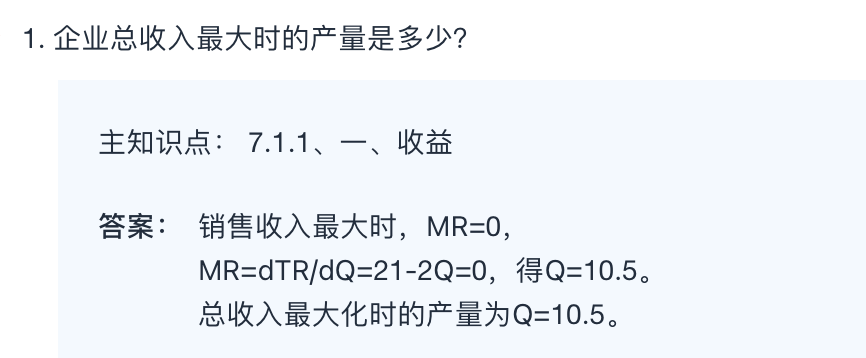 1. 企业总收入最大时的产量是多少?
主知识点： 7.1.1、一、收益
答案： 销售收入最大时，MR=0,
MR=dTR/dQ=21-2Q=0，得Q=10.5。
总收入最大化时的产量为Q=10.5。